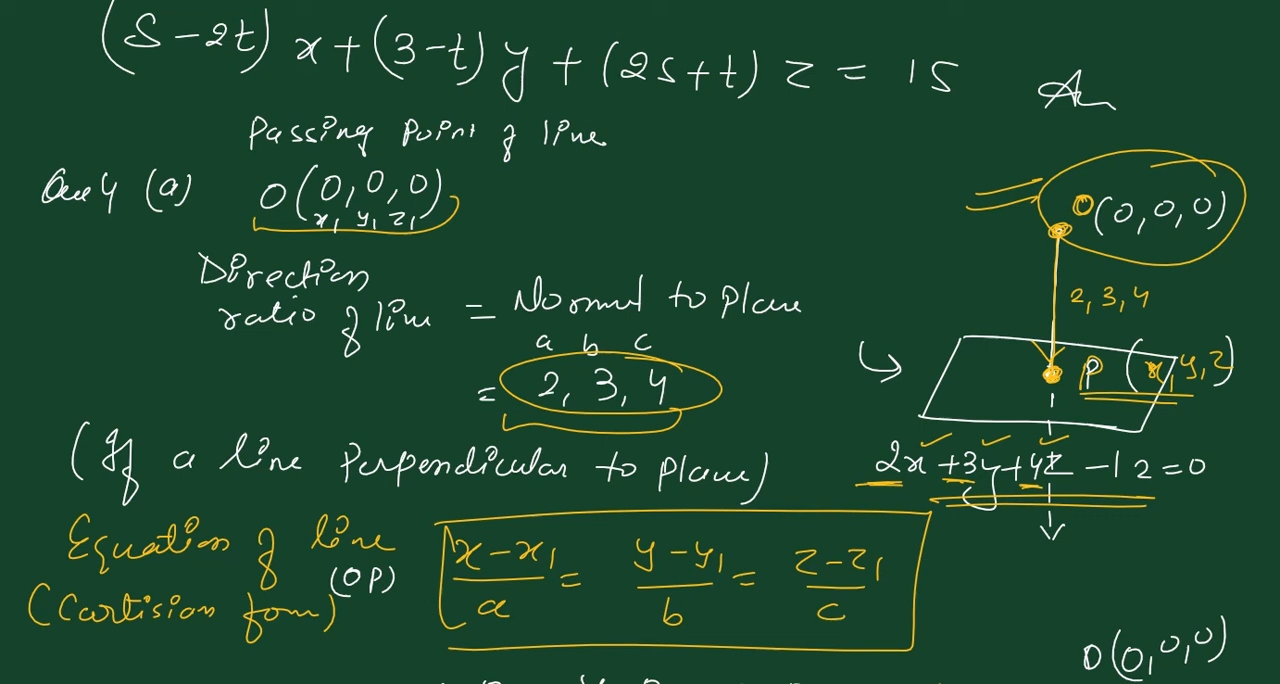 (S-2t) x + (3-t) y + (2s+t) z = 15
Passing Point of line
Que 4 (a) O(0,0,0)
x₁ y₁ z₁
O(0,0,0)
Direction ratio of line = Normal to plane
2, 3, 4
a b c
= 2, 3, 4
P (x, y, z)
(If a line Perpendicular to plane)
2x + 3y + 4z - 12 = 0
Equation of line (OP)
(Cartision form)
x-x₁/a = y-y₁/b = z-z₁/c
O(0,0,0)